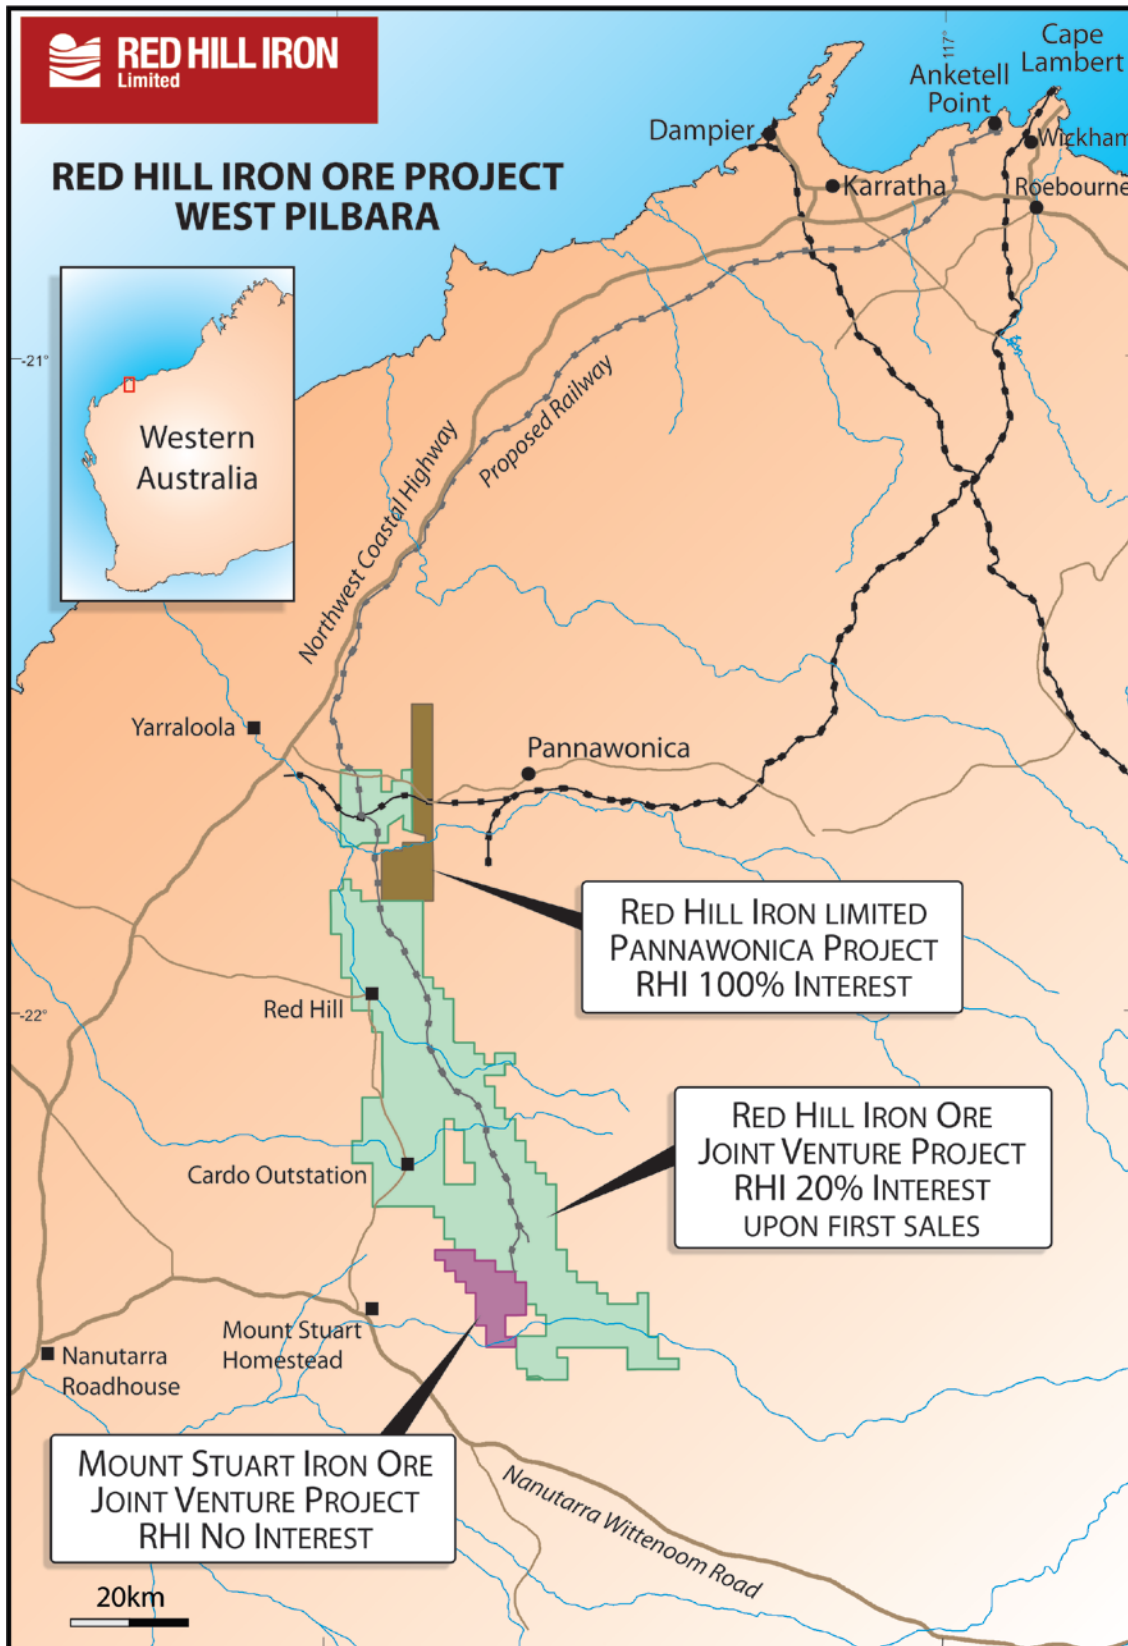 RED HILL IRON
Limited
RED HILL IRON ORE PROJECT
WEST PILBARA
117°
Cape
Lambert
Anketell
Point
Dampier
Wickham
Karratha
Roebourne
-21°
Western
Australia
Northwest Coastal Highway
Proposed Railway
Yarraloola
Pannawonica
RED HILL IRON LIMITED
PANNAWONICA PROJECT
RHI 100% INTEREST
Red Hill
-22°
RED HILL IRON ORE
JOINT VENTURE PROJECT
RHI 20% INTEREST
UPON FIRST SALES
Cardo Outstation
Mount Stuart
Homestead
Nanutarra
Roadhouse
MOUNT STUART IRON ORE
JOINT VENTURE PROJECT
RHI NO INTEREST
Nanutarra Wittenoom Road
20km